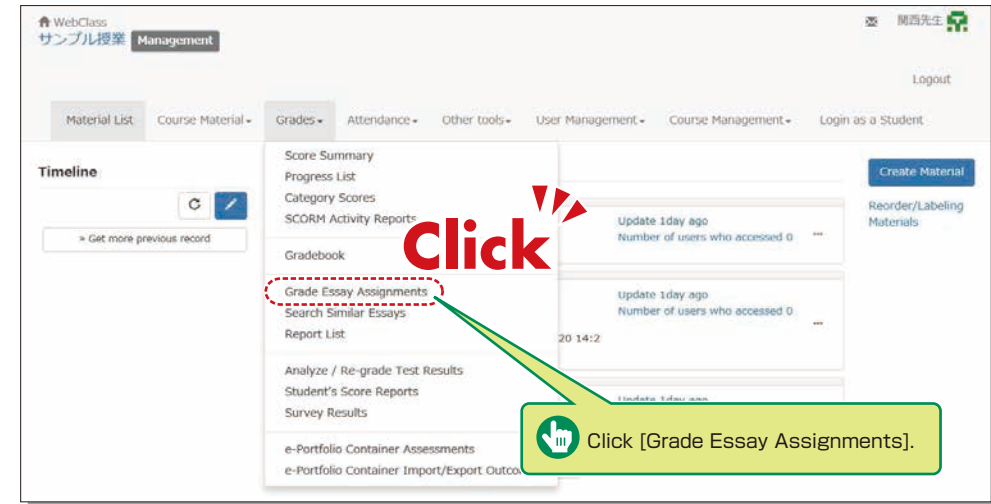 WebClass
サンプル授業 Management
関西先生
Logout
Material List Course Material Grades Attendance Other tools User Management Course Management Login as a Student
Timeline
» Get more previous record
Score Summary
Progress List
Category Scores
SCORM Activity Reports
Gradebook
Grade Essay Assignments
Search Similar Essays
Report List
Analyze / Re-grade Test Results
Student's Score Reports
Survey Results
e-Portfolio Container Assessments
e-Portfolio Container Import/Export
Click
Update 1day ago
Number of users who accessed 0
...
Update 1day ago
Number of users who accessed 0
...
20 14:2
Update 1day ago
Create Material
Reorder/Labeling
Materials
Click [Grade Essay Assignments].